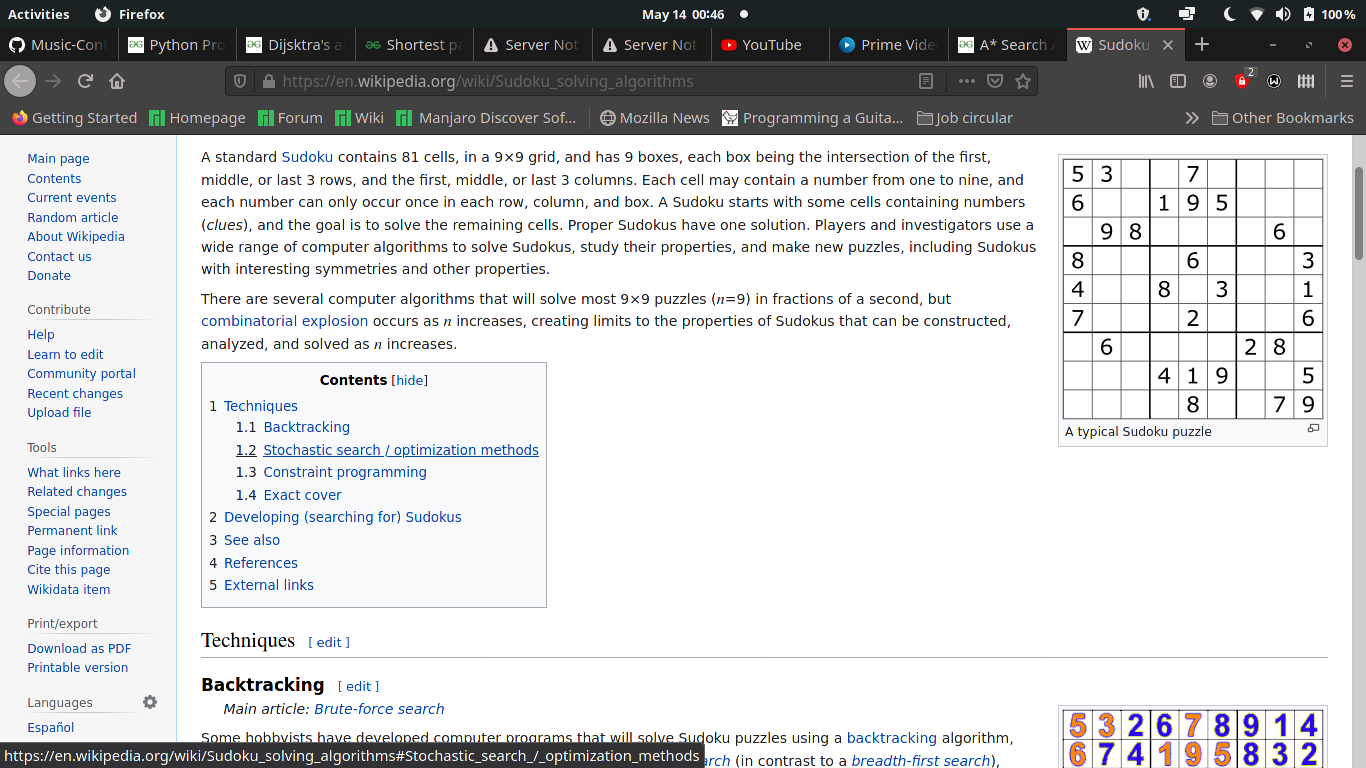 Activities Firefox May 14 00:46 100 %
Music-Con Python Pro Dijsktra's a Shortest p Server Not Server Not YouTube Prime Vide A* Search Sudoku
https://en.wikipedia.org/wiki/Sudoku_solving_algorithms 2
Getting Started Homepage Forum Wiki Manjaro Discover Sof... Mozilla News Programming a Guita... Job circular Other Bookmarks
Main page
Contents
Current events
Random article
About Wikipedia
Contact us
Donate
Contribute
Help
Learn to edit
Community portal
Recent changes
Upload file
Tools
What links here
Related changes
Special pages
Permanent link
Page information
Cite this page
Wikidata item
Print/export
Download as PDF
Printable version
Languages
Español
A standard Sudoku contains 81 cells, in a 9×9 grid, and has 9 boxes, each box being the intersection of the first,
middle, or last 3 rows, and the first, middle, or last 3 columns. Each cell may contain a number from one to nine, and
each number can only occur once in each row, column, and box. A Sudoku starts with some cells containing numbers
(clues), and the goal is to solve the remaining cells. Proper Sudokus have one solution. Players and investigators use a
wide range of computer algorithms to solve Sudokus, study their properties, and make new puzzles, including Sudokus
with interesting symmetries and other properties.
There are several computer algorithms that will solve most 9×9 puzzles (n=9) in fractions of a second, but
combinatorial explosion occurs as n increases, creating limits to the properties of Sudokus that can be constructed,
analyzed, and solved as n increases.
Contents [hide]
1 Techniques
1.1 Backtracking
1.2 Stochastic search / optimization methods
1.3 Constraint programming
1.4 Exact cover
2 Developing (searching for) Sudokus
3 See also
4 References
5 External links
Techniques [ edit ]
Backtracking [ edit ]
Main article: Brute-force search
Some hobbyists have developed computer programs that will solve Sudoku puzzles using a backtracking algorithm,
arch (in contrast to a breadth-first search),
5 3 7
6 1 9 5
9 8 6
8 6 3
4 8 3 1
7 2 6
6 2 8
4 1 9 5
8 7 9
A typical Sudoku puzzle
5 3 2 6 7 8 9 1 4
6 7 4 1 9 5 8 3 2
https://en.wikipedia.org/wiki/Sudoku_solving_algorithms#Stochastic_search_/_optimization_methods